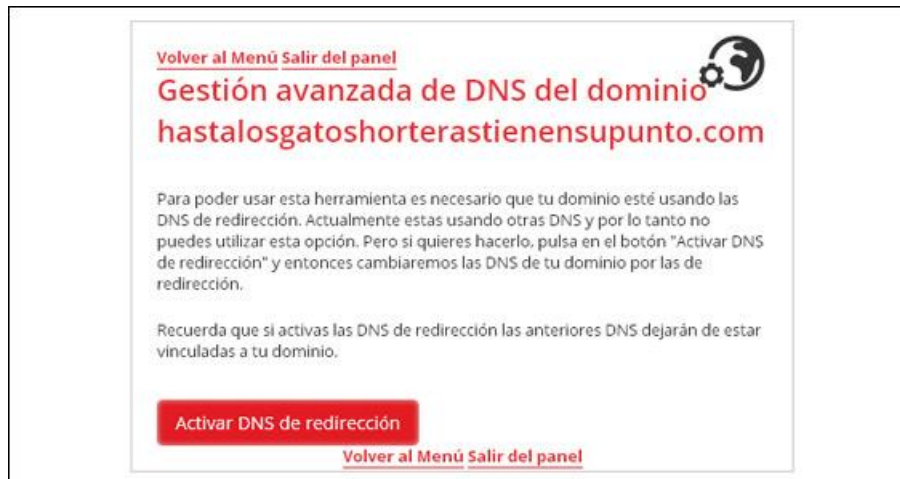 Volver al Menú Salir del panel
Gestión avanzada de DNS del dominio
hastalosgatoshorterastienensupunto.com
Para poder usar esta herramienta es necesario que tu dominio esté usando las
DNS de redirección. Actualmente estas usando otras DNS y por lo tanto no
puedes utilizar esta opción. Pero si quieres hacerlo, pulsa en el botón "Activar DNS
de redirección" y entonces cambiaremos las DNS de tu dominio por las de
redirección.
Recuerda que si activas las DNS de redirección las anteriores DNS dejarán de estar
vinculadas a tu dominio.
Activar DNS de redirección
Volver al Menú Salir del panel